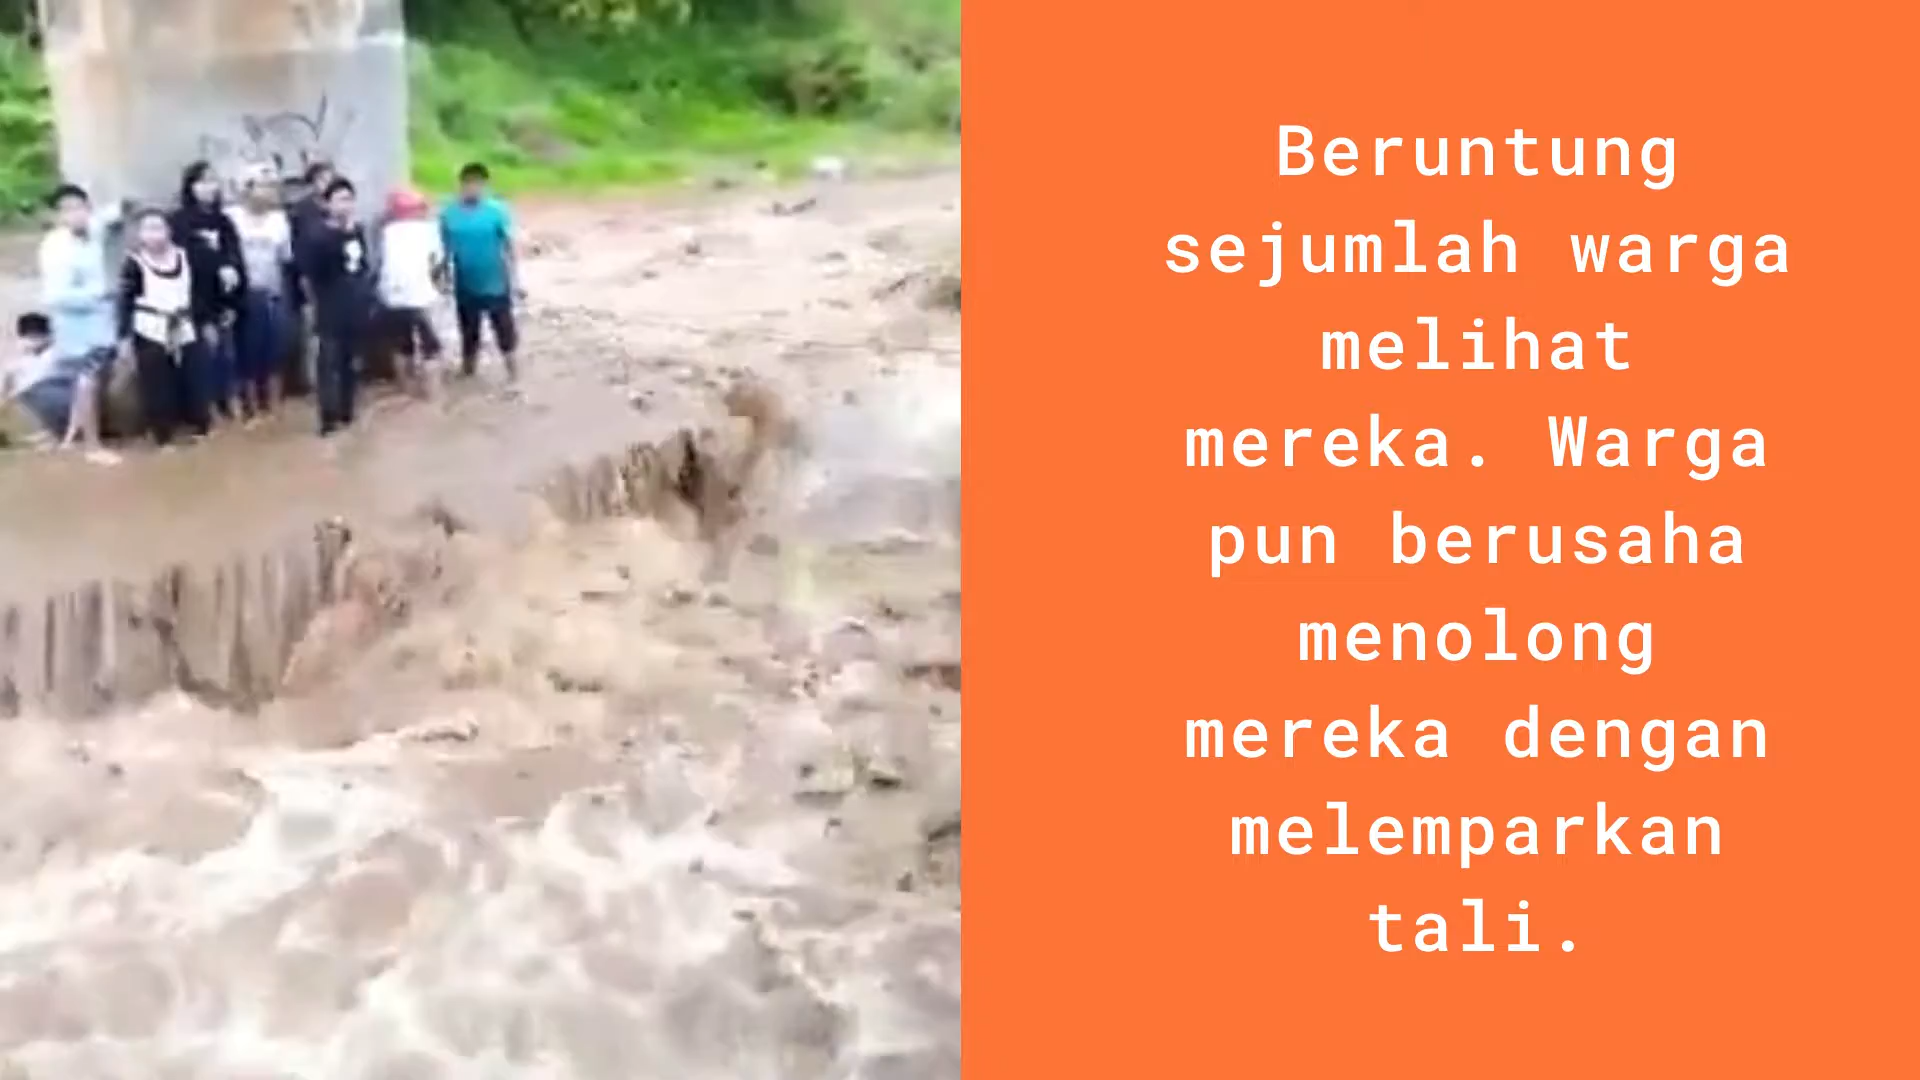 Beruntung
sejumlah warga
melihat
mereka. Warga
pun berusaha
menolong
mereka dengan
melemparkan
tali.